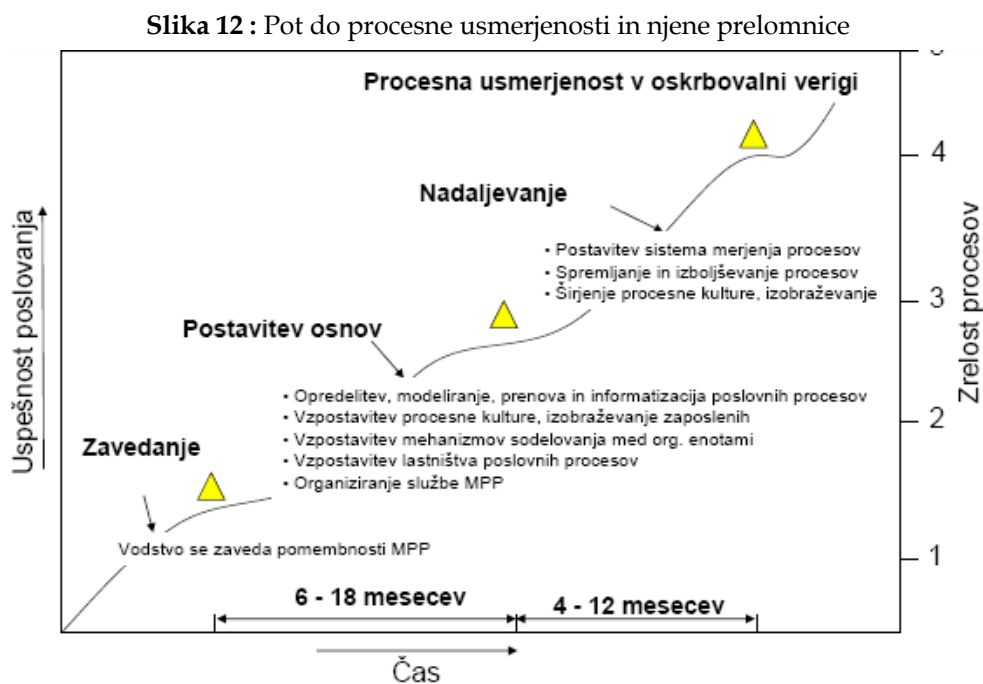 Slika 12 : Pot do procesne usmerjenosti in njene prelomnice
Procesna usmerjenost v oskrbovalni verigi
4
Nadaljevanje
▪ Postavitev sistema merjenja procesov
▪ Spremljanje in izboljševanje procesov
▪ Širjenje procesne kulture, izobraževanje
3
Postavitev osnov
▪ Opredelitev, modeliranje, prenova in informatizacija poslovnih procesov
▪ Vzpostavitev procesne kulture, izobraževanje zaposlenih
▪ Vzpostavitev mehanizmov sodelovanja med org. enotami
▪ Vzpostavitev lastništva poslovnih procesov
▪ Organiziranje službe MPP
2
Zavedanje
Vodstvo se zaveda pomembnosti MPP
1
6 - 18 mesecev
4 - 12 mesecev
Čas
Uspešnost poslovanja
Zrelost procesov